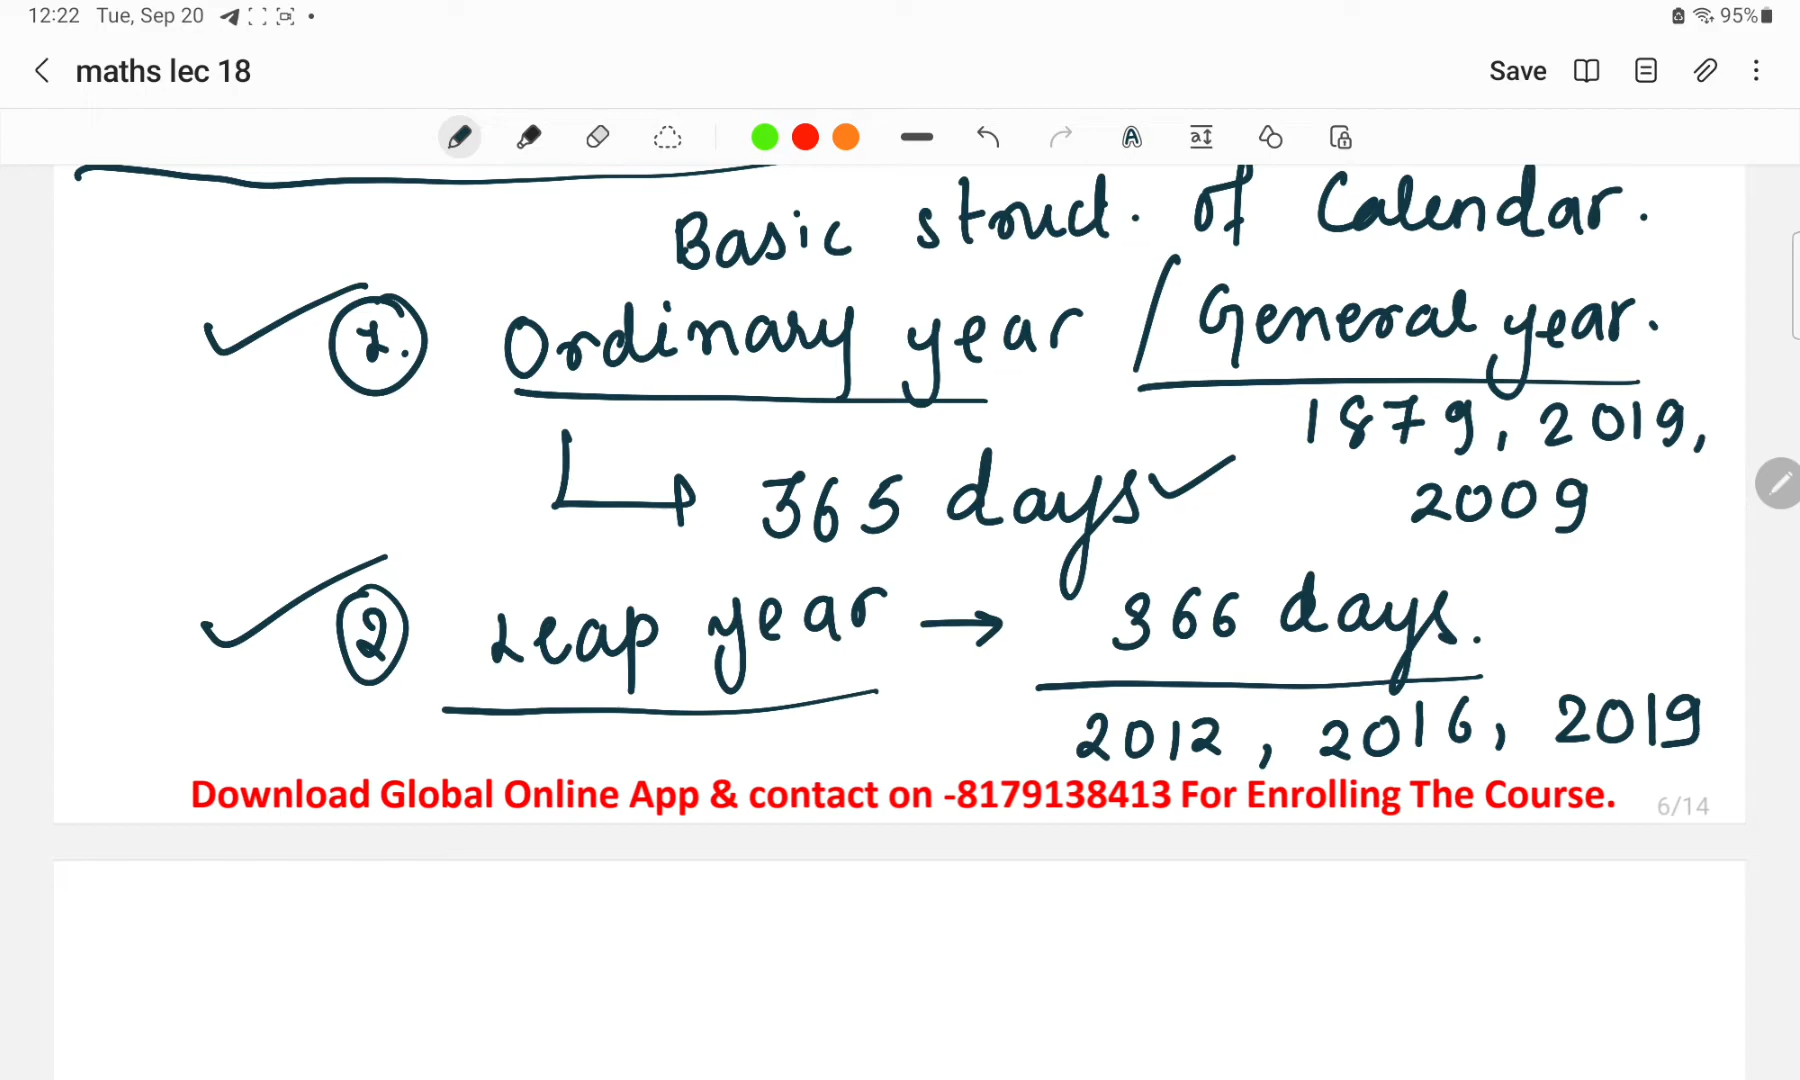 12:22 Tue, Sep 20
95%
maths lec 18
Save
Basic struct. of Calendar.
1. Ordinary year / General year.
1879, 2019,
365 days
2009
2 Leap year → 366 days.
2012, 2016, 2019
Download Global Online App & contact on -8179138413 For Enrolling The Course.
6/14